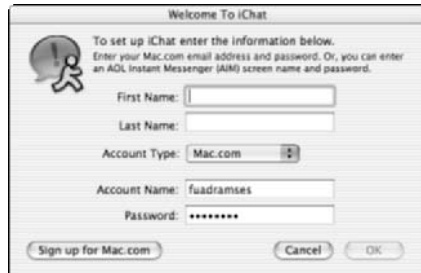 Welcome To iChat
To set up iChat enter the information below.
Enter your Mac.com email address and password. Or, you can enter
an AOL Instant Messenger (AIM) screen name and password.
First Name:
Last Name:
Account Type: Mac.com
Account Name: fuadramses
Password: ••••••••
Sign up for Mac.com Cancel OK